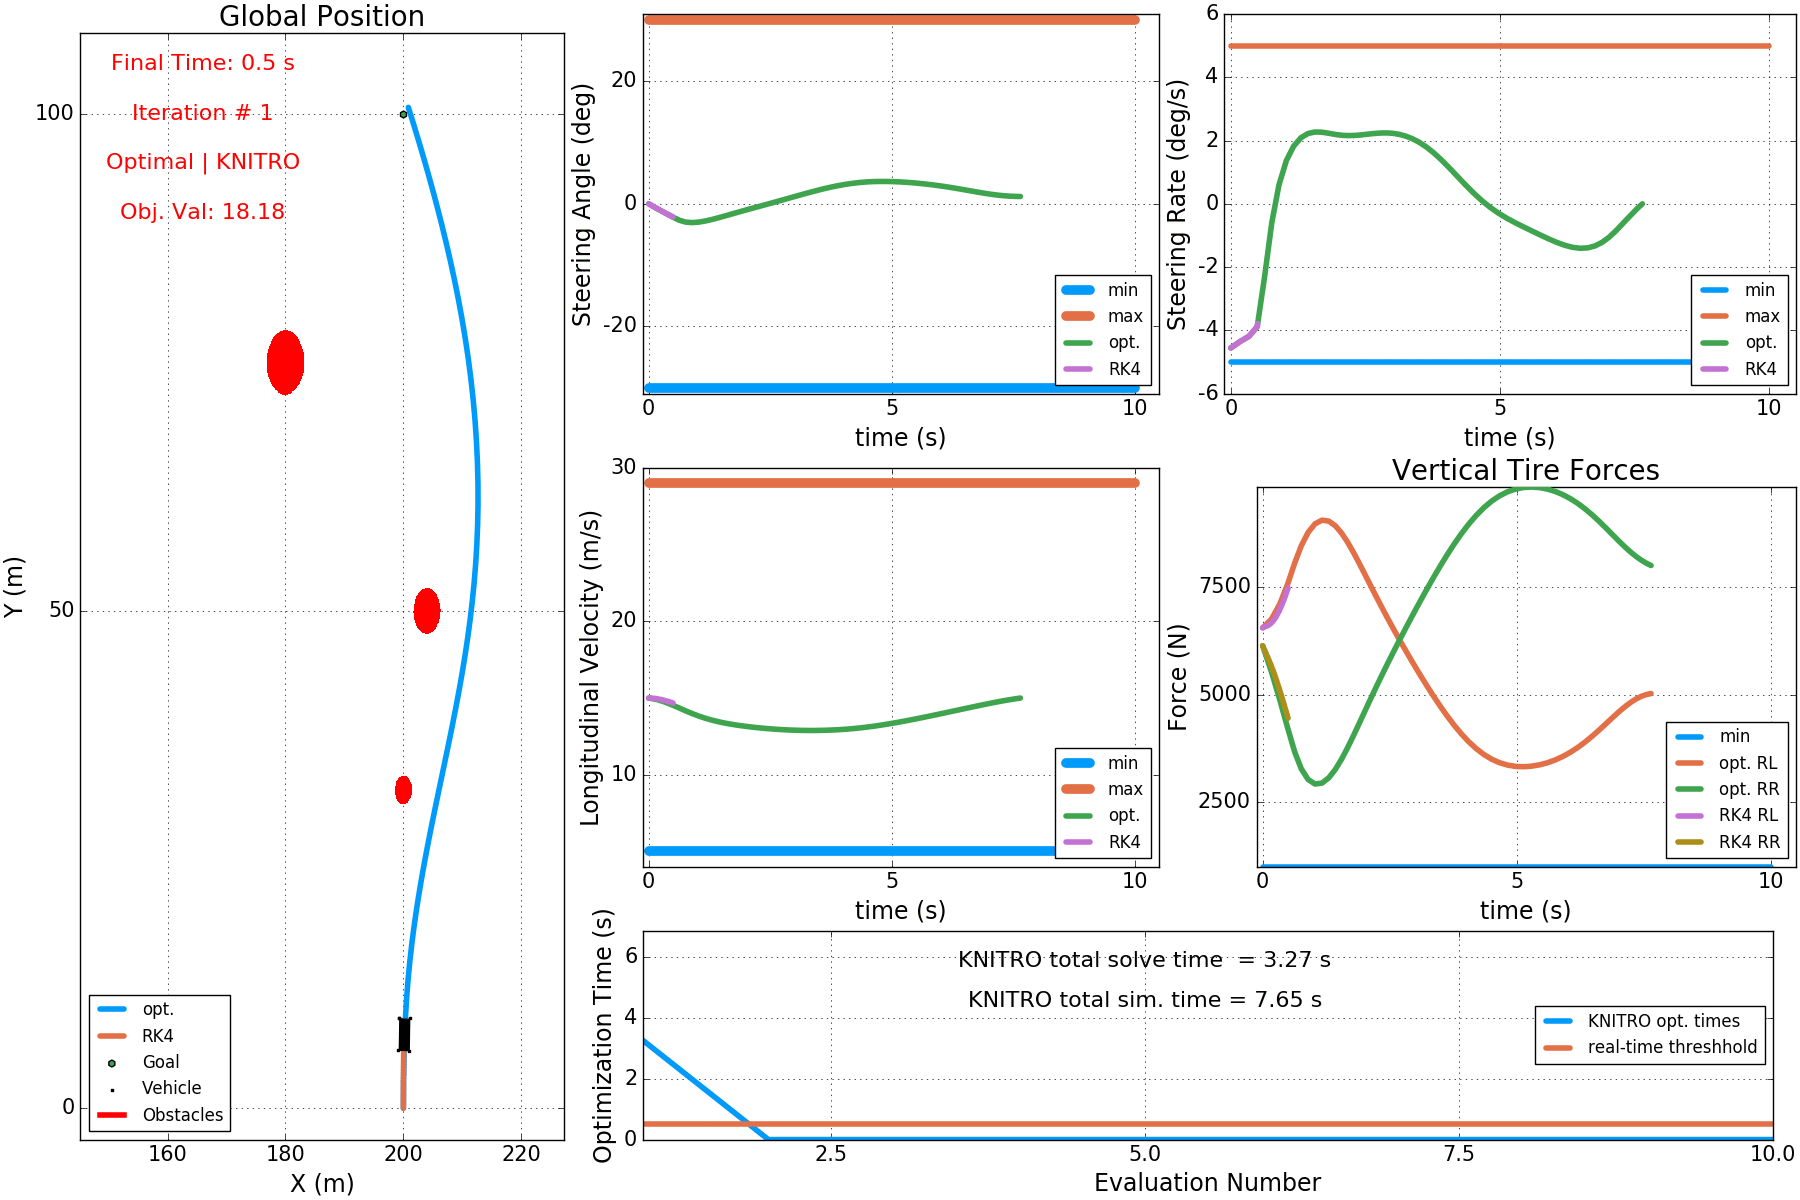 Global Position
Final Time: 0.5 s
Iteration # 1
Optimal | KNITRO
Obj. Val: 18.18
100
50
0
Y (m)
160
180
200
220
X (m)
opt.
RK4
Goal
Vehicle
Obstacles
Steering Angle (deg)
20
0
-20
0
5
10
time (s)
min
max
opt.
RK4
Steering Rate (deg/s)
6
4
2
0
-2
-4
-6
0
5
10
time (s)
min
max
opt.
RK4
Longitudinal Velocity (m/s)
30
20
10
0
5
10
time (s)
min
max
opt.
RK4
Vertical Tire Forces
Force (N)
7500
5000
2500
0
5
10
time (s)
min
opt. RL
opt. RR
RK4 RL
RK4 RR
Optimization Time (s)
6
4
2
0
KNITRO total solve time = 3.27 s
KNITRO total sim. time = 7.65 s
KNITRO opt. times
real-time threshhold
2.5
5.0
7.5
10.0
Evaluation Number